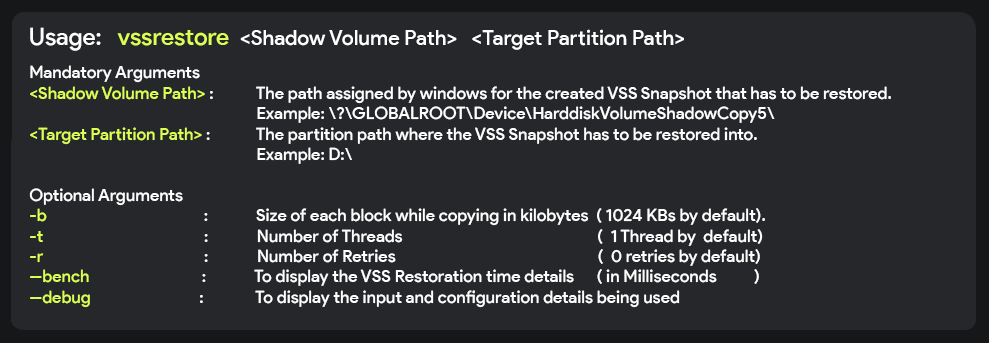 Usage: vssrestore <Shadow Volume Path> <Target Partition Path>
Mandatory Arguments
<Shadow Volume Path> : The path assigned by windows for the created VSS Snapshot that has to be restored.
Example: \?\GLOBALROOT\Device\HarddiskVolumeShadowCopy5\
<Target Partition Path> : The partition path where the VSS Snapshot has to be restored into.
Example: D:\
Optional Arguments
-b : Size of each block while copying in kilobytes ( 1024 KBs by default).
-t : Number of Threads ( 1 Thread by default)
-r : Number of Retries ( 0 retries by default)
—bench : To display the VSS Restoration time details ( in Milliseconds )
—debug : To display the input and configuration details being used